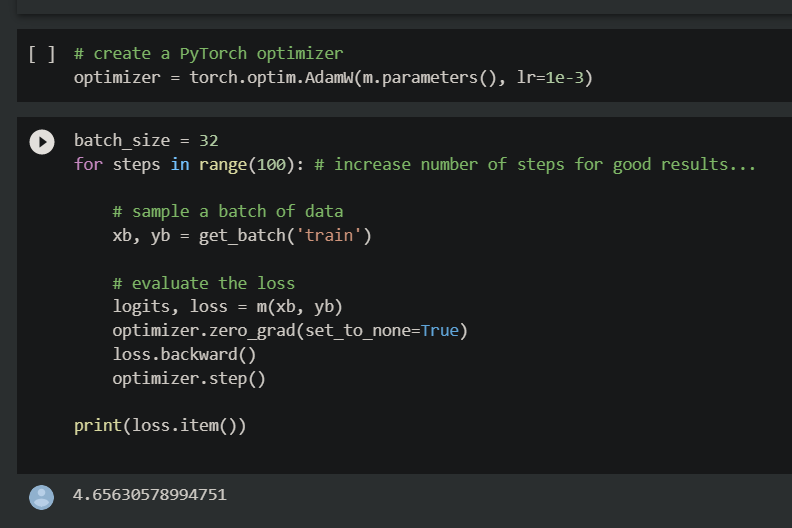 [ ] # create a PyTorch optimizer
optimizer = torch.optim.AdamW(m.parameters(), lr=1e-3)
batch_size = 32
for steps in range(100): # increase number of steps for good results...
# sample a batch of data
xb, yb = get_batch('train')
# evaluate the loss
logits, loss = m(xb, yb)
optimizer.zero_grad(set_to_none=True)
loss.backward()
optimizer.step()
print(loss.item())
4.65630578994751